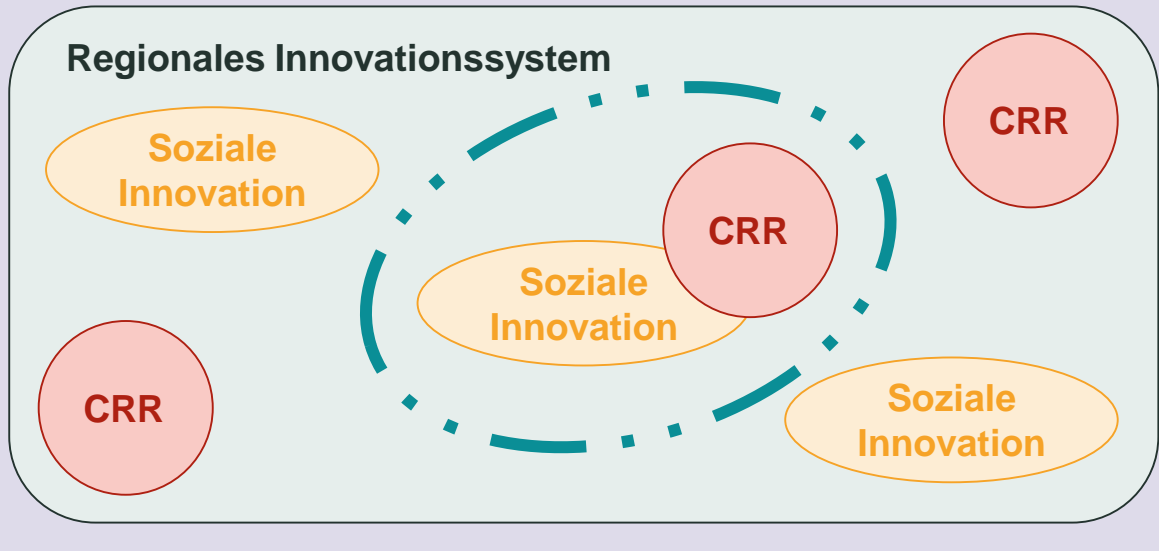 Regionales Innovationssystem
CRR
Soziale
Innovation
CRR
Soziale
Innovation
CRR
Soziale
Innovation